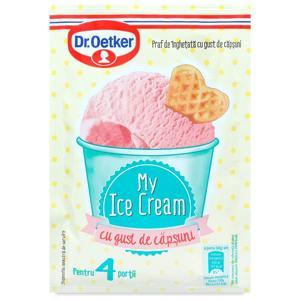 Dr.Oetker
Praf de înghețată cu gust de căpșuni
My
Ice Cream
cu gust de căpșuni
Pentru 4 porții